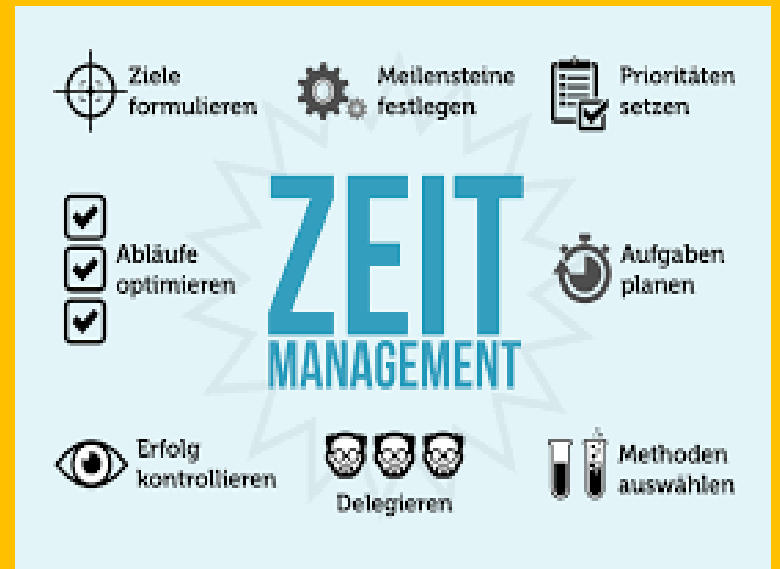 Ziele
formulieren
Meilensteine
festlegen
Prioritäten
setzen
Abläufe
optimieren
ZEIT
MANAGEMENT
Aufgaben
planen
Erfolg
kontrollieren
Delegieren
Methoden
auswählen